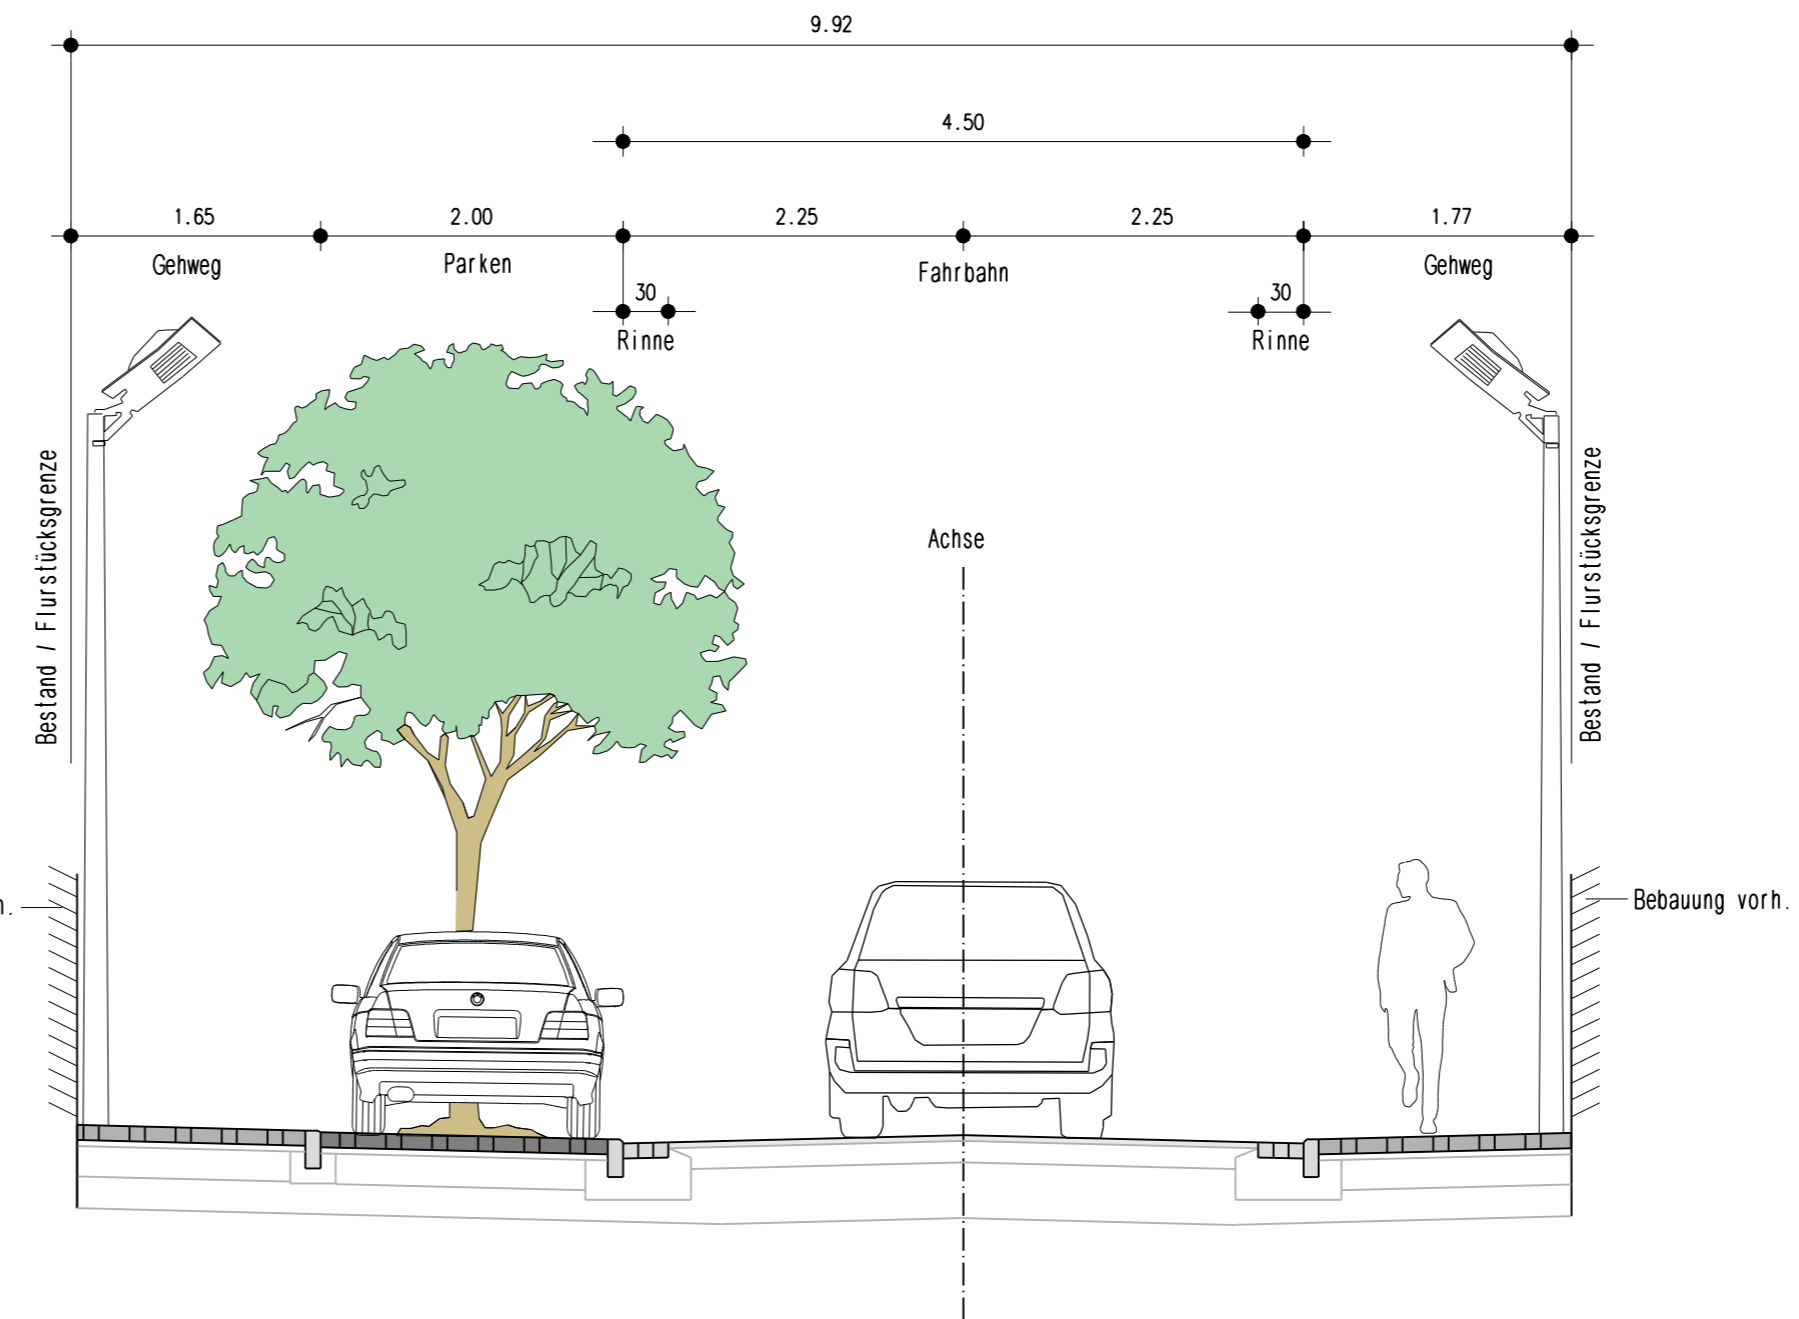 9.92
4.50
1.65 2.00 2.25 2.25 1.77
Gehweg Parken Fahrbahn Gehweg
30 30
Rinne Rinne
Bestand / Flurstücksgrenze
Bestand / Flurstücksgrenze
Achse
Bebauung vorh.